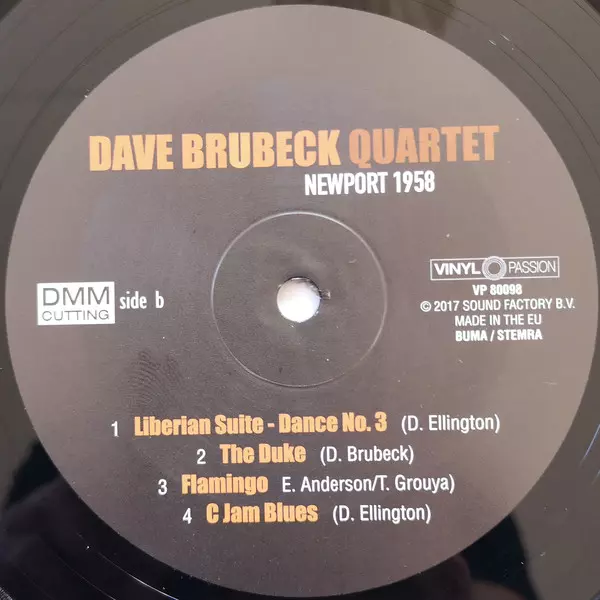 DAVE BRUBECK QUARTET
NEWPORT 1958
VINYL PASSION
VP 80098
© 2017 SOUND FACTORY B.V.
MADE IN THE EU
BUMA / STEMRA
DMM
CUTTING
side b
1 Liberian Suite - Dance No. 3 (D. Ellington)
2 The Duke (D. Brubeck)
3 Flamingo E. Anderson/T. Grouya)
4 C Jam Blues (D. Ellington)